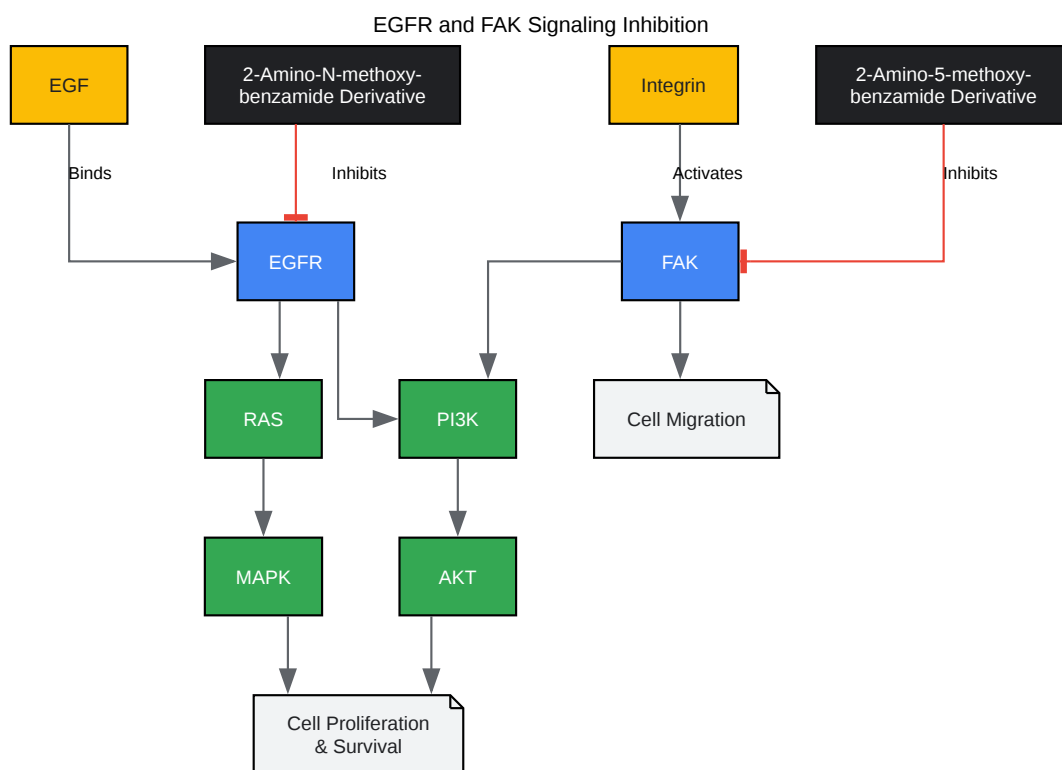 EGFR and FAK Signaling Inhibition
EGF
2-Amino-N-methoxy-
benzamide Derivative
Integrin
2-Amino-5-methoxy-
benzamide Derivative
Binds
Inhibits
Activates
Inhibits
EGFR
FAK
RAS
PI3K
Cell Migration
MAPK
AKT
Cell Proliferation
& Survival